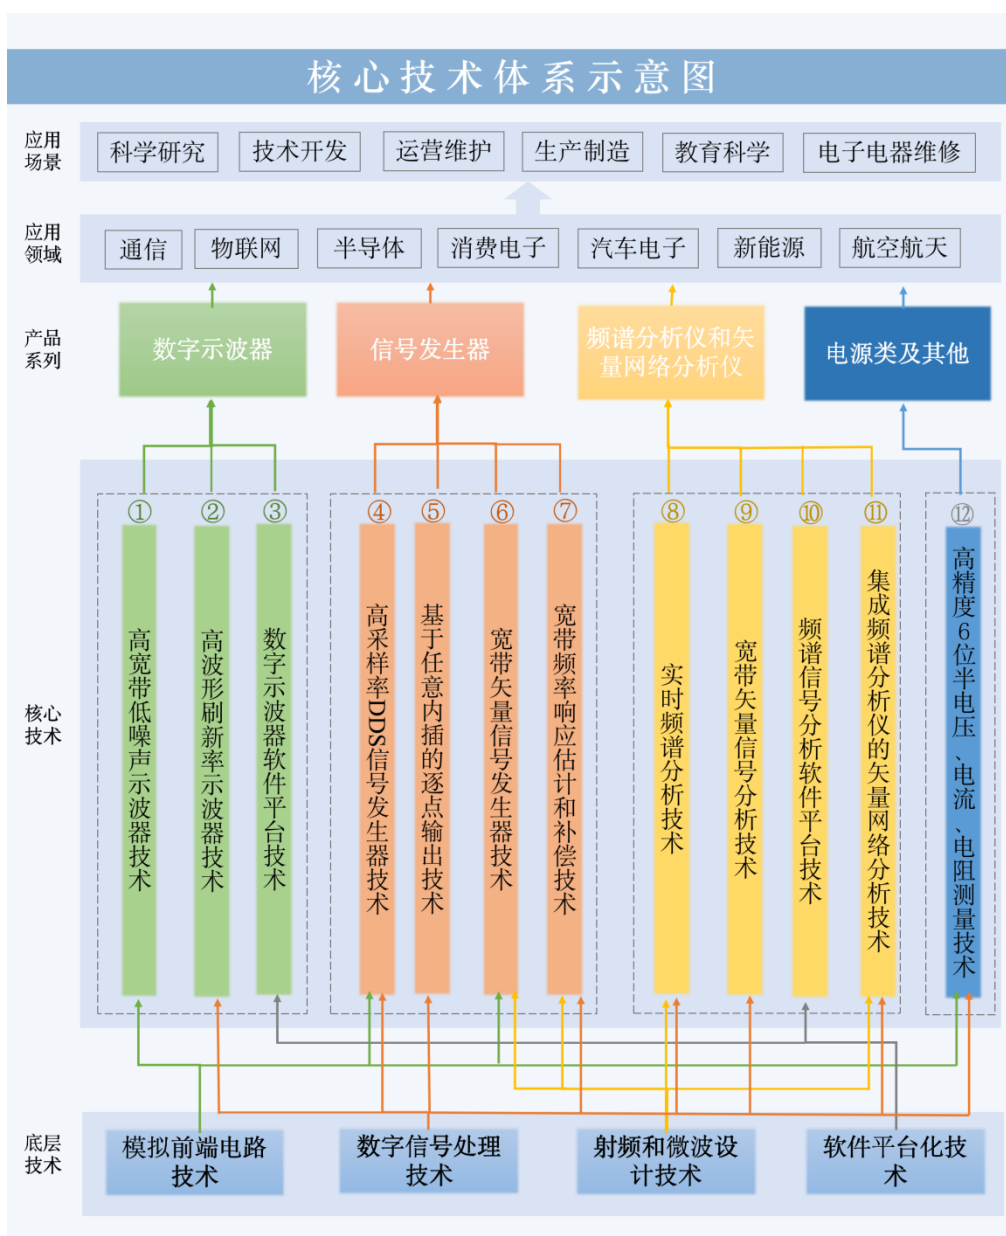 核心技术体系示意图
应用
场景
科学研究
技术开发
运营维护
生产制造
教育科学
电子电器维修
应用
领域
通信
物联网
半导体
消费电子
汽车电子
新能源
航空航天
产品
系列
数字示波器
信号发生器
频谱分析仪和矢
量网络分析仪
电源类及其他
核心
技术
①
高宽带低噪声示波器技术
②
高波形刷新率示波器技术
③
数字示波器软件平台技术
④
高采样率DDS信号发生器技术
⑤
基于任意内插的逐点输出技术
⑥
宽带矢量信号发生器技术
⑦
宽带频率响应估计和补偿技术
⑧
实时频谱分析技术
⑨
宽带矢量信号分析技术
⑩
频谱信号分析软件平台技术
⑪
集成频谱分析仪的矢量网络分析技术
⑫
高精度6位半电压、电流、电阻测量技术
底层
技术
模拟前端电路
技术
数字信号处理
技术
射频和微波设
计技术
软件平台化技
术